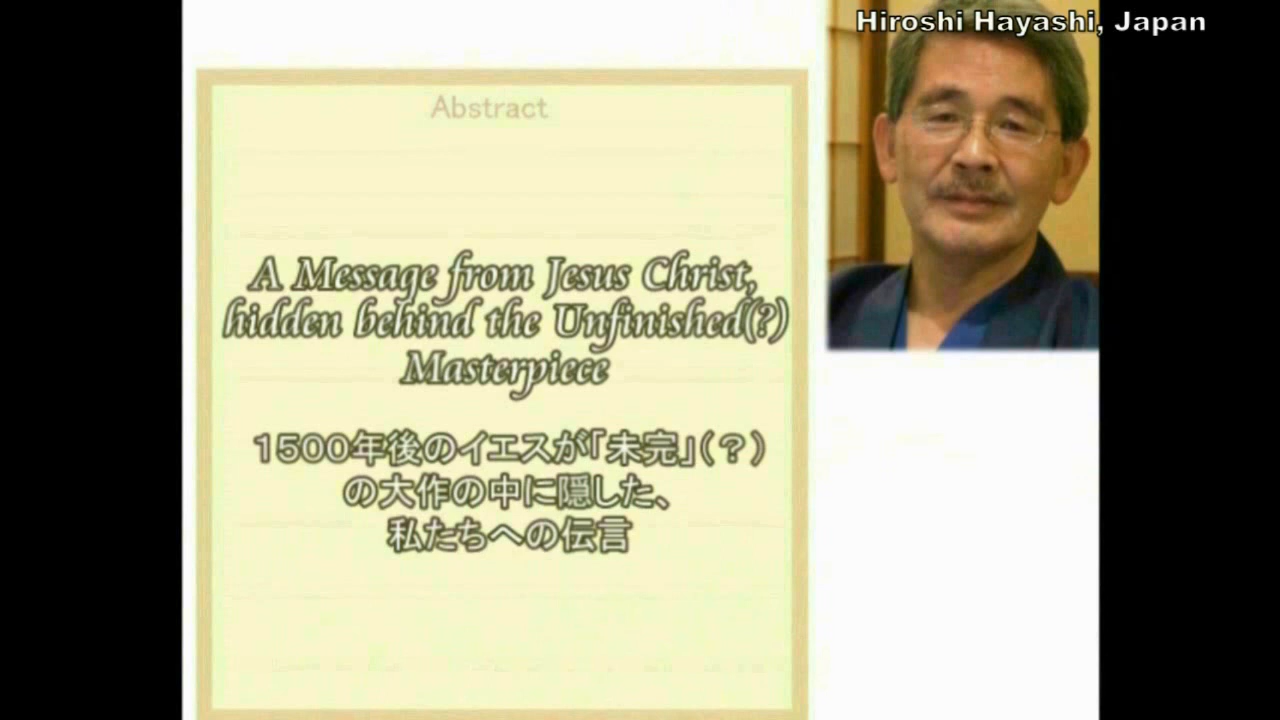 Hiroshi Hayashi, Japan
Abstract
A Message from Jesus Christ,
hidden behind the Unfinished(?)
Masterpiece
１５００年後のイエスが「未完」（？）
の大作の中に隠した、
私たちへの伝言